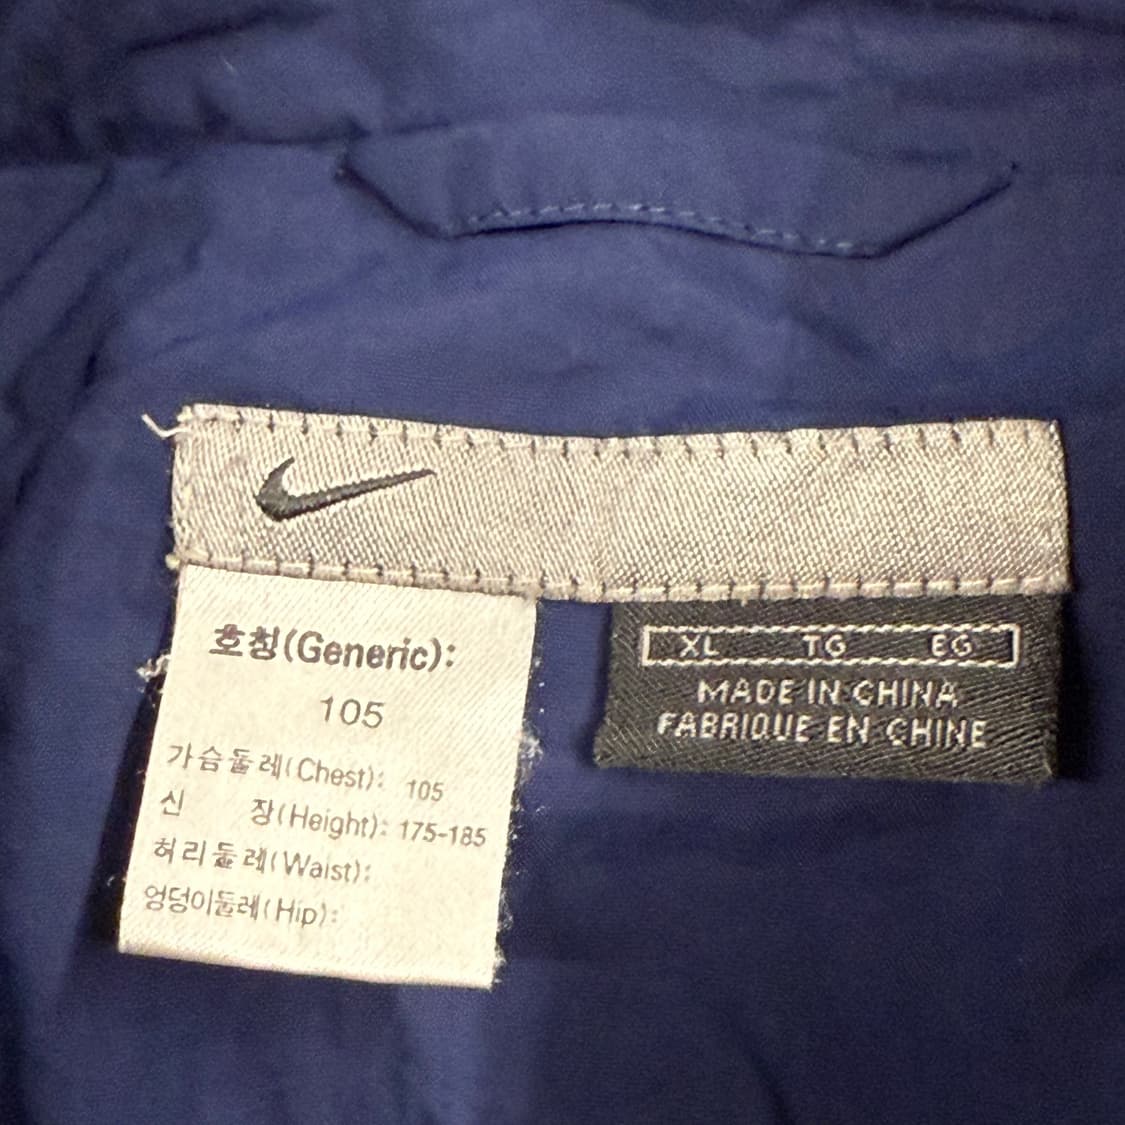 호칭(Generic):
105
가슴둘레(Chest): 105
신 장(Height): 175-185
허리둘레(Waist):
엉덩이둘레(Hip):
XL TG EG
MADE IN CHINA
FABRIQUE EN CHINE